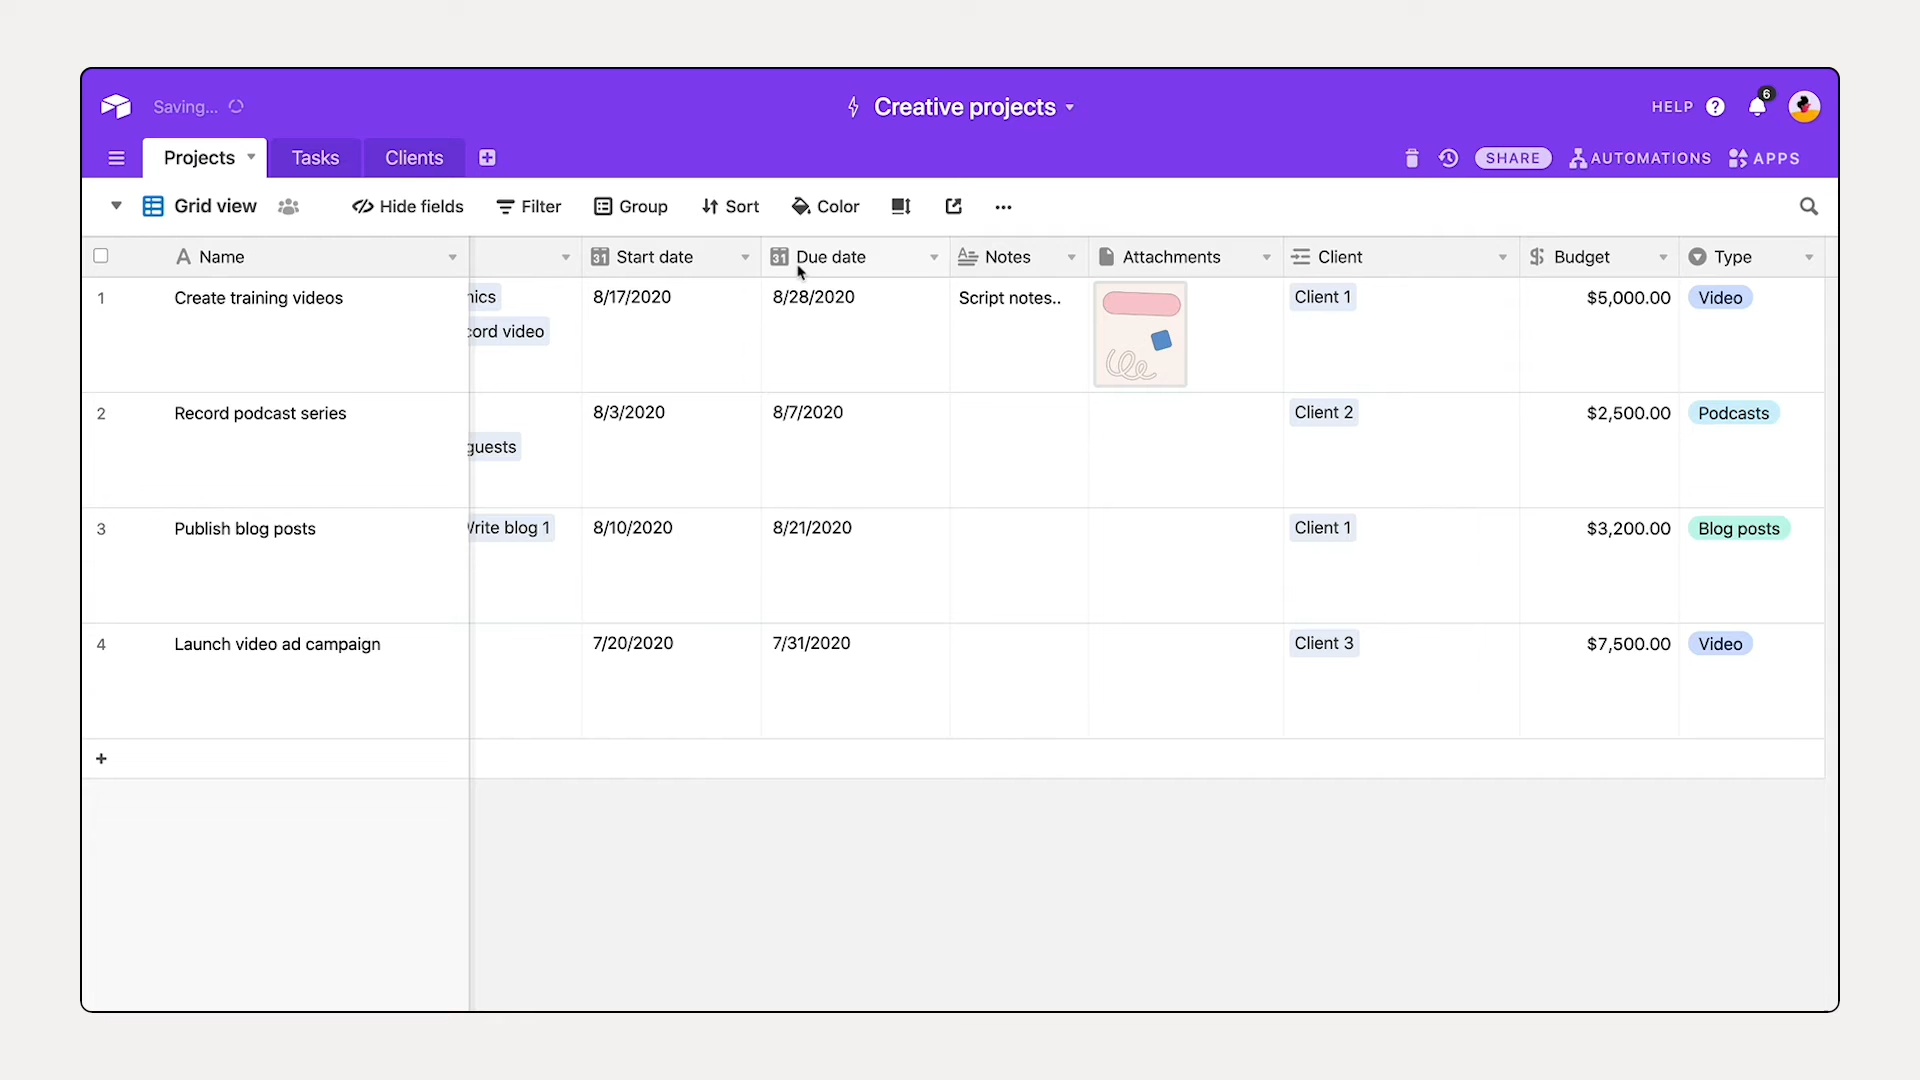 Saving...
Creative projects
HELP
6
Projects
Tasks
Clients
SHARE
AUTOMATIONS
APPS
Grid view
Hide fields
Filter
Group
Sort
Color
Name
Start date
Due date
Notes
Attachments
Client
Budget
Type
1 Create training videos nics 8/17/2020 8/28/2020 Script notes.. Client 1 $5,000.00 Video
cord video
2 Record podcast series 8/3/2020 8/7/2020 Client 2 $2,500.00 Podcasts
guests
3 Publish blog posts Write blog 1 8/10/2020 8/21/2020 Client 1 $3,200.00 Blog posts
4 Launch video ad campaign 7/20/2020 7/31/2020 Client 3 $7,500.00 Video